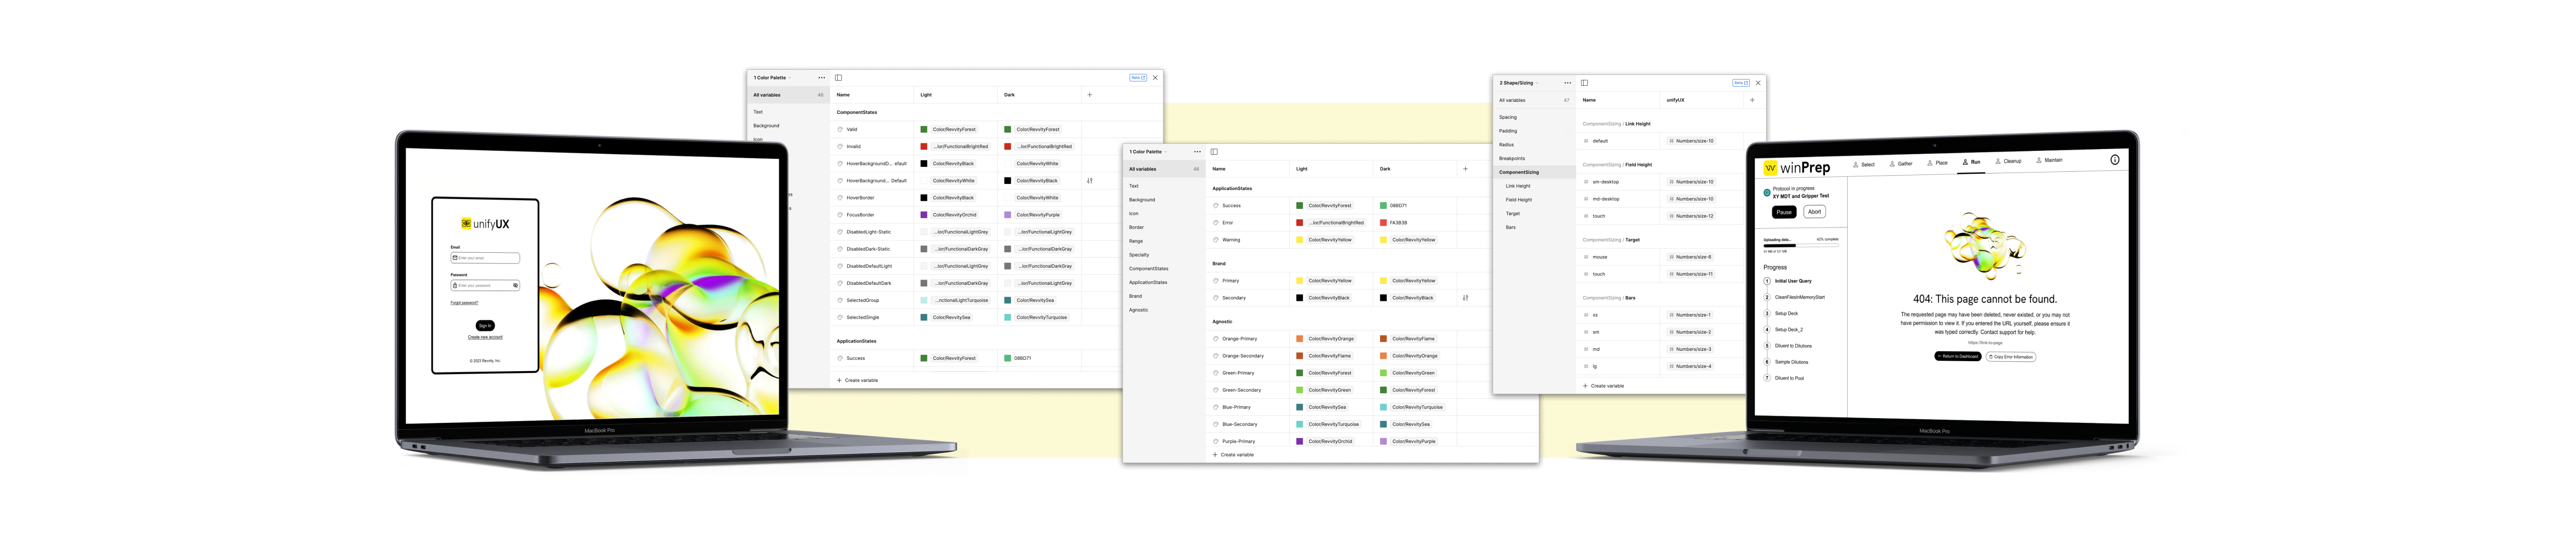 unifyUX
Email
Enter your email
Password
Enter your password
Forgot password?
Sign in
Create new account
© 2023 Revvity, Inc.
MacBook Pro
1 Color Palette
Beta
All variables 46
Name Light Dark
Text
Background
Icon
ComponentStates
Valid Color/RevvityForest Color/RevvityForest
Invalid ...lor/FunctionalBrightRed ...lor/FunctionalBrightRed
HoverBackgroundD... efault Color/RevvityBlack Color/RevvityWhite
HoverBackground... Default Color/RevvityWhite Color/RevvityBlack
HoverBorder Color/RevvityBlack Color/RevvityWhite
FocusBorder Color/RevvityOrchid Color/RevvityPurple
DisabledLight-Static ...lor/FunctionalLightGrey ...lor/FunctionalLightGrey
DisabledDark-Static ...lor/FunctionalDarkGray ...lor/FunctionalDarkGray
DisabledDefaultLight ...lor/FunctionalLightGrey ...lor/FunctionalDarkGray
DisabledDefaultDark ...lor/FunctionalDarkGray ...lor/FunctionalLightGrey
SelectedGroup ...nctionalLightTurquoise Color/RevvitySea
SelectedSingle Color/RevvitySea Color/RevvityTurquoise
ApplicationStates
Success Color/RevvityForest 08BD71
Create variable
1 Color Palette
All variables 46
Text
Background
Icon
Border
Range
Specialty
ComponentStates
ApplicationStates
Brand
Agnostic
Name Light Dark
ApplicationStates
Success Color/RevvityForest 08BD71
Error ...lor/FunctionalBrightRed FA3B3B
Warning Color/RevvityYellow Color/RevvityYellow
Brand
Primary Color/RevvityYellow Color/RevvityYellow
Secondary Color/RevvityBlack Color/RevvityBlack
Agnostic
Orange-Primary Color/RevvityOrange Color/RevvityFlame
Orange-Secondary Color/RevvityFlame Color/RevvityOrange
Green-Primary Color/RevvityForest Color/RevvityGreen
Green-Secondary Color/RevvityGreen Color/RevvityForest
Blue-Primary Color/RevvitySea Color/RevvityTurquoise
Blue-Secondary Color/RevvityTurquoise Color/RevvitySea
Purple-Primary Color/RevvityOrchid Color/RevvityPurple
Create variable
2 Shape/Sizing
Beta
All variables 47
Spacing
Padding
Radius
Breakpoints
ComponentSizing
Link Height
Field Height
Target
Bars
Name unifyUX
ComponentSizing / Link Height
default Numbers/size-10
ComponentSizing / Field Height
sm-desktop Numbers/size-10
md-desktop Numbers/size-10
touch Numbers/size-12
ComponentSizing / Target
mouse Numbers/size-6
touch Numbers/size-11
ComponentSizing / Bars
xs Numbers/size-1
sm Numbers/size-2
md Numbers/size-3
lg Numbers/size-4
Create variable
winPrep
Select Gather Place Run Cleanup Maintain
Protocol in progress
XY MDT and Gripper Test
Pause Abort
Uploading data... 42% complete
Progress
1 Initial User Query
2 CleanFilesInMemoryStart
3 Setup Deck
4 Setup Deck_2
5 Diluent to Dilutions
6 Sample Dilutions
7 Diluent to Pool
404: This page cannot be found.
The requested page may have been deleted, never existed, or you may not
have permission to view it. If you entered the URL yourself, please ensure it
was typed correctly. Contact support for help.
https://link-to-page
Return to Dashboard Copy Error Information
MacBook Pro